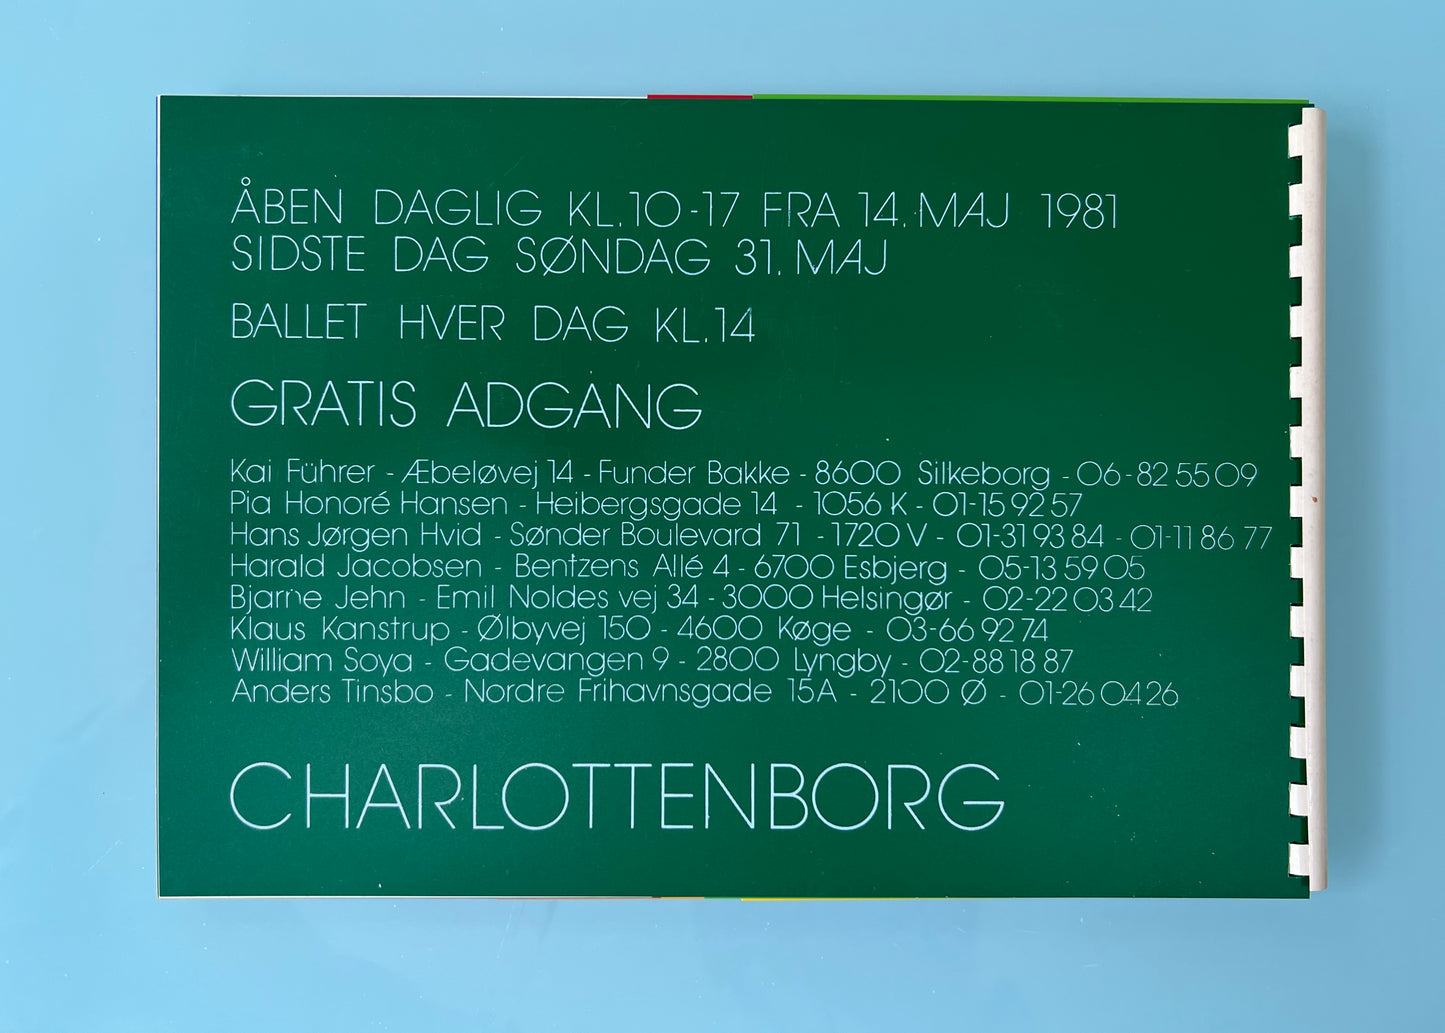 ÅBEN DAGLIG KL.10-17 FRA 14. MAJ 1981
SIDSTE DAG SØNDAG 31. MAJ
BALLET HVER DAG KL.14
GRATIS ADGANG
Kai Führer - Æbeløvej 14 - Funder Bakke - 8600 Silkeborg - 06-82 55 09
Pia Honoré Hansen - Heibergsgade 14 - 1056 K - 01-15 92 57
Hans Jørgen Hvid - Sønder Boulevard 71 - 1720 V - 01-31 93 84 - 01-11 86 77
Harald Jacobsen - Bentzens Allé 4 - 6700 Esbjerg - 05-13 59 05
Bjarne Jehn - Emil Noldes vej 34 - 3000 Helsingør - 02-22 03 42
Klaus Kanstrup - Ølbyvej 150 - 4600 Køge - 03-66 92 74
William Soya - Gadevangen 9 - 2800 Lyngby - 02-88 18 87
Anders Tinsbo - Nordre Frihavnsgade 15A - 2100 Ø - 01-26 04 26
CHARLOTTENBORG